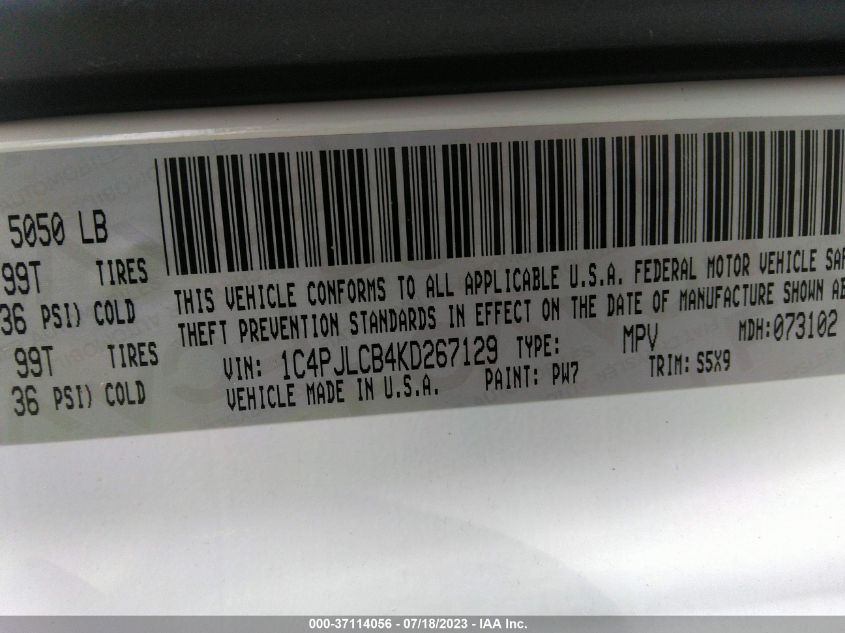 5050 LB
99T TIRES
36 PSI) COLD
99T TIRES
36 PSI) COLD
THIS VEHICLE CONFORMS TO ALL APPLICABLE U.S.A. FEDERAL MOTOR VEHICLE SAF
THEFT PREVENTION STANDARDS IN EFFECT ON THE DATE OF MANUFACTURE SHOWN AB
VIN: 1C4PJLCB4KD267129 TYPE: MPV MDH:073102
VEHICLE MADE IN U.S.A. PAINT: PW7 TRIM: S5X9
000-37114056 - 07/18/2023 - IAA Inc.